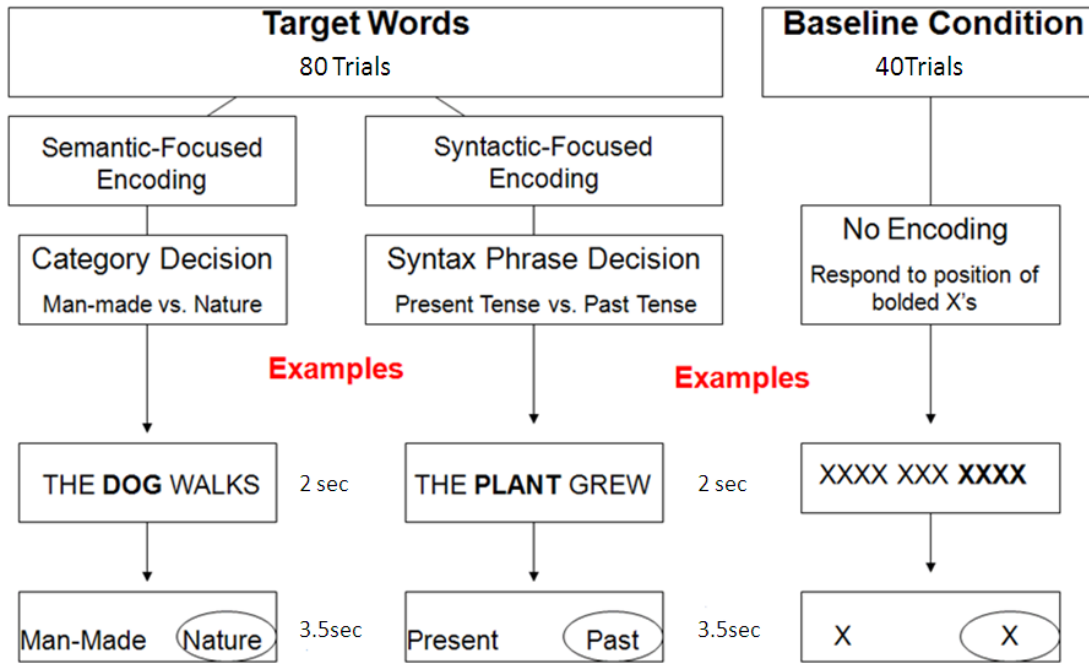 Target Words
80 Trials
Baseline Condition
40Trials
Semantic-Focused
Encoding
Syntactic-Focused
Encoding
Category Decision
Man-made vs. Nature
Syntax Phrase Decision
Present Tense vs. Past Tense
No Encoding
Respond to position of
bolded X's
Examples
Examples
THE DOG WALKS
2 sec
THE PLANT GREW
2 sec
XXXX XXX XXXX
Man-Made Nature
3.5sec
Present Past
3.5sec
X X